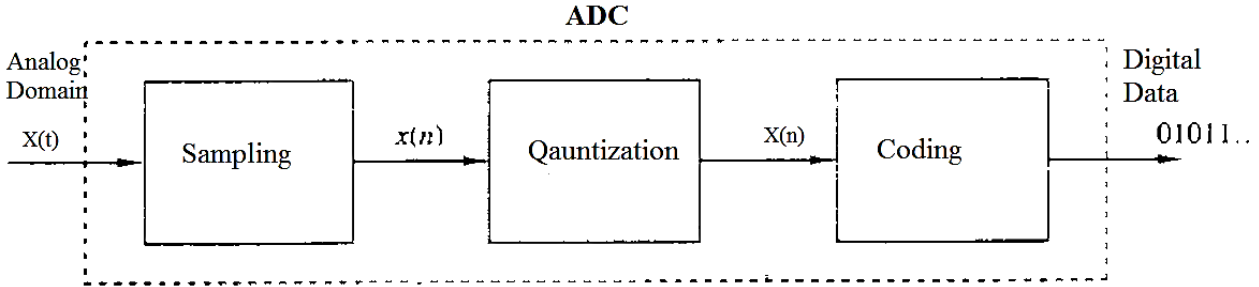 ADC
Analog
Domain
X(t)
Sampling
x(n)
Qauntization
X(n)
Coding
Digital
Data
01011..